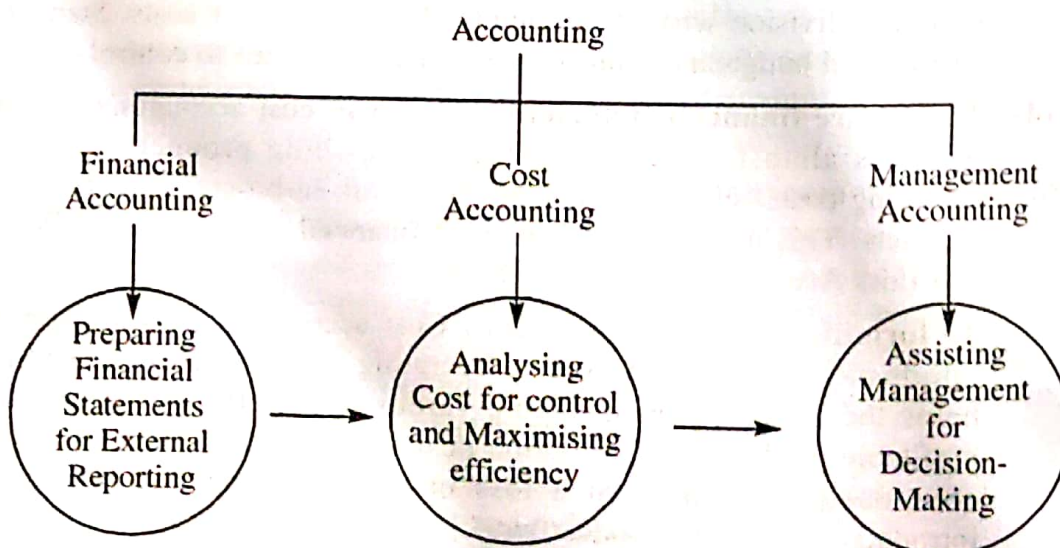 Accounting
Financial
Accounting
Cost
Accounting
Management
Accounting
Preparing
Financial
Statements
for External
Reporting
Analysing
Cost for control
and Maximising
efficiency
Assisting
Management
for
Decision-
Making